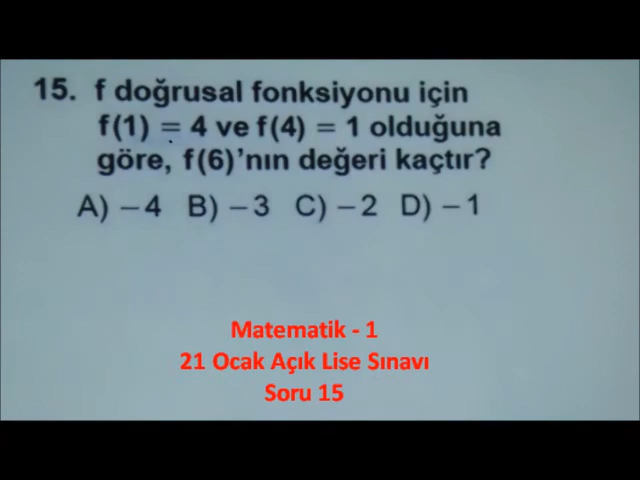 15. f doğrusal fonksiyonu için
f(1) = 4 ve f(4) = 1 olduğuna
göre, f(6)'nın değeri kaçtır?
A) – 4 B) – 3 C) – 2 D) – 1
Matematik - 1
21 Ocak Açık Lise Sınavı
Soru 15